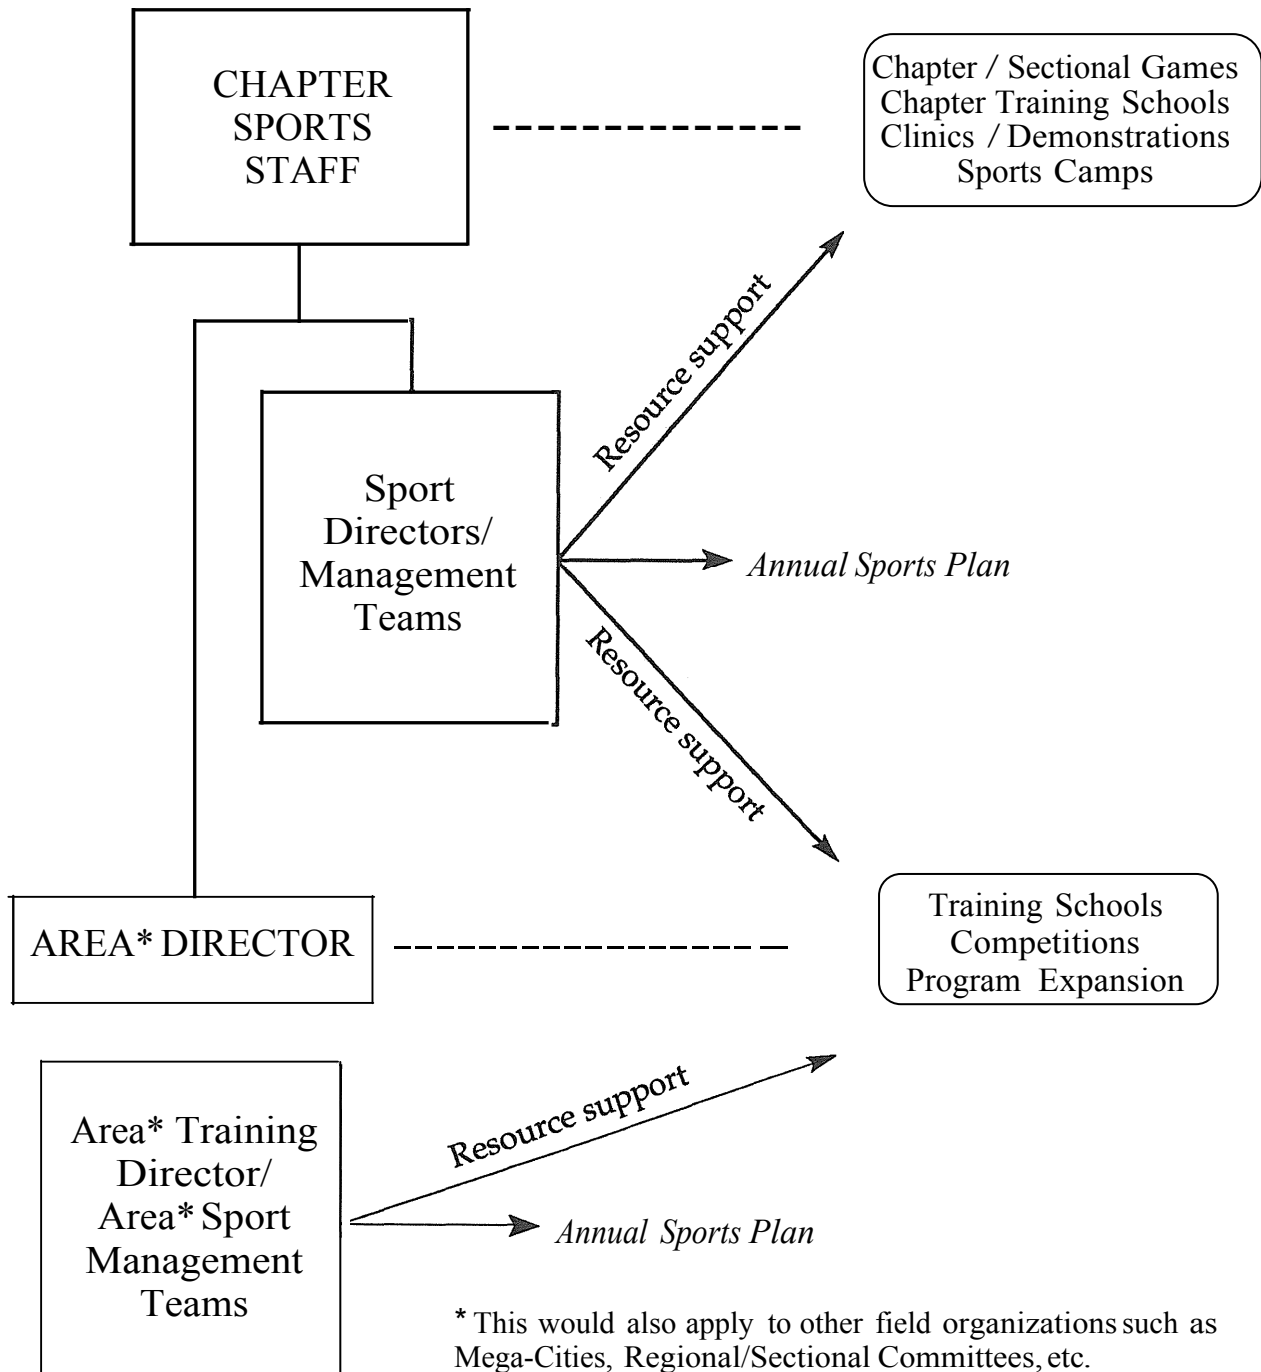 CHAPTER
SPORTS
STAFF
Chapter / Sectional Games
Chapter Training Schools
Clinics / Demonstrations
Sports Camps
Resource support
Sport
Directors/
Management
Teams
Annual Sports Plan
Resource support
AREA* DIRECTOR
Training Schools
Competitions
Program Expansion
Area* Training
Director/
Area* Sport
Management
Teams
Resource support
Annual Sports Plan
* This would also apply to other field organizations such as
Mega-Cities, Regional/Sectional Committees, etc.